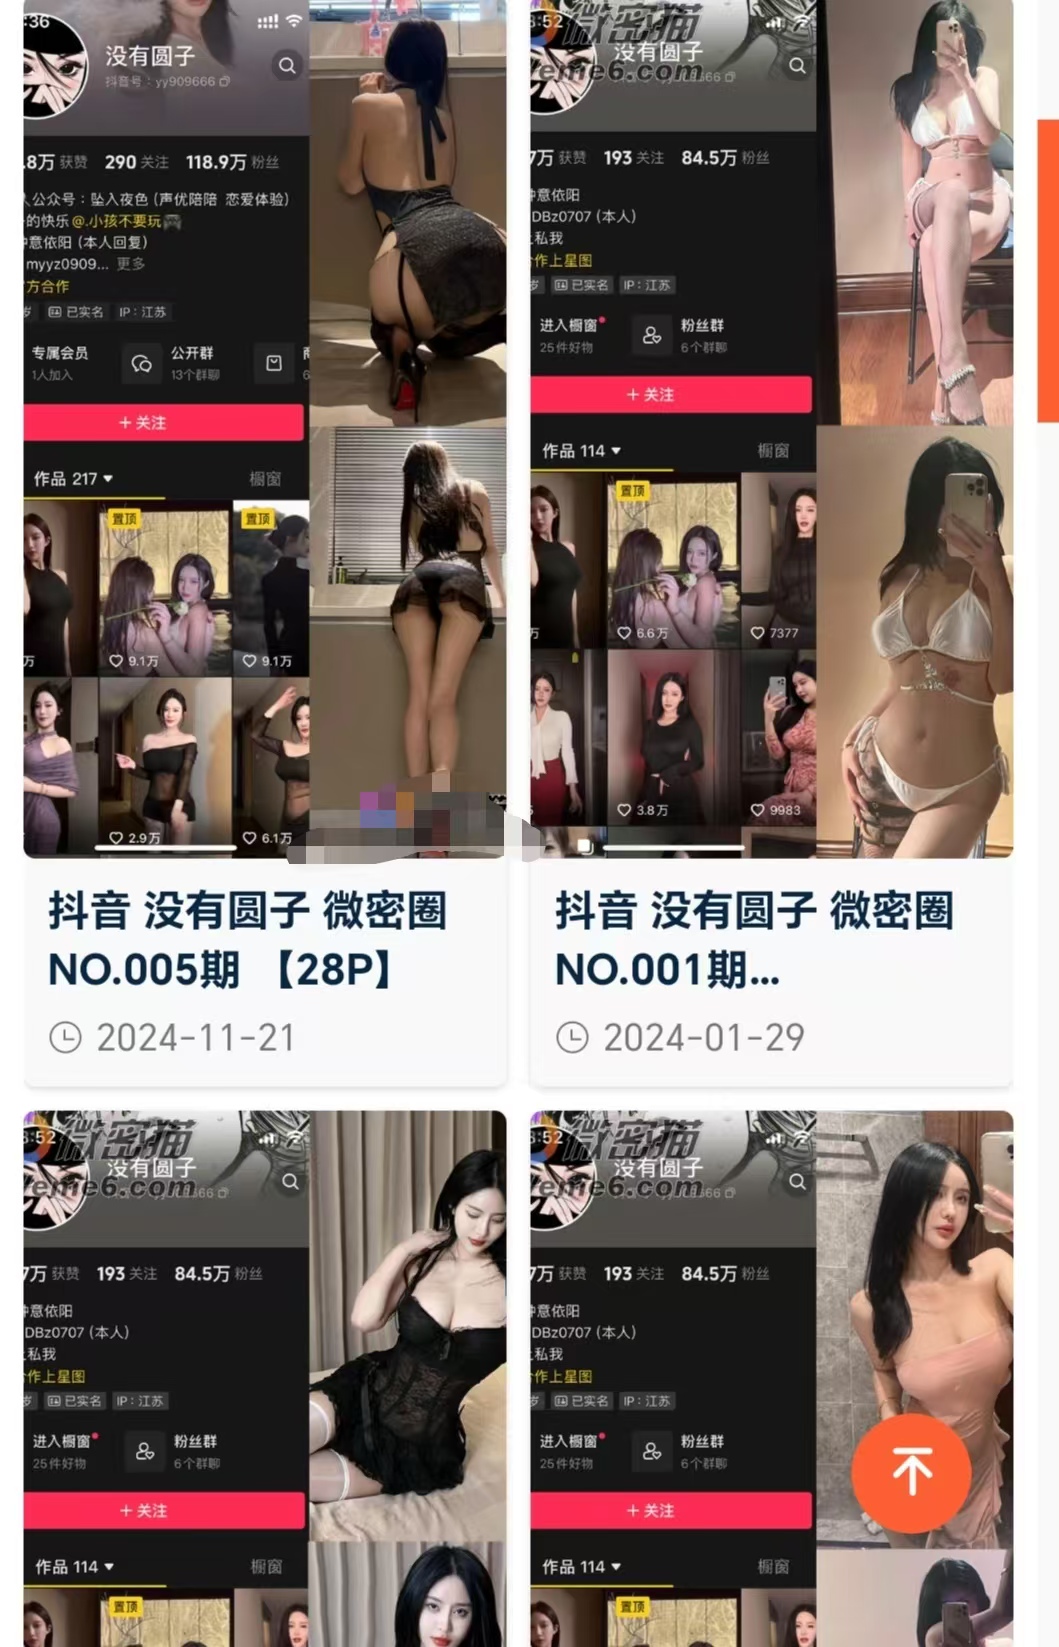 :36
没有圆子
抖音号：yy909666
.8万 获赞 290 关注 118.9万 粉丝
公众号：坠入夜色 (声优陪陪 恋爱体验)
的快乐 @.小孩不要玩
意依阳 (本人回复)
myyz0909... 更多
方合作
已实名 IP：江苏
专属会员
1人加入
公开群
13个群聊
6
+ 关注
作品 217
橱窗
置顶
置顶
万
9.1万
9.1万
2.9万
6.1万
抖音 没有圆子 微密圈
NO.005期 【28P】
2024-11-21
8:52
微密猫
没有圆子
eme6.com
666
7万 获赞 193 关注 84.5万 粉丝
意依阳
DBz0707 (本人)
私我
合作上星图
已实名 IP：江苏
进入橱窗
25件好物
粉丝群
6个群聊
+ 关注
作品 114
橱窗
置顶
万
6.6万
7377
3.8万
9983
抖音 没有圆子 微密圈
NO.001期...
2024-01-29
8:52
微密猫
没有圆子
eme6.com
666
7万 获赞 193 关注 84.5万 粉丝
意依阳
DBz0707 (本人)
私我
合作上星图
已实名 IP：江苏
进入橱窗
25件好物
粉丝群
6个群聊
+ 关注
作品 114
橱窗
置顶
8:52
微密猫
没有圆子
eme6.com
666
7万 获赞 193 关注 84.5万 粉丝
意依阳
DBz0707 (本人)
私我
合作上星图
已实名 IP：江苏
进入橱窗
25件好物
粉丝群
6个群聊
+ 关注
作品 114
橱窗
置顶